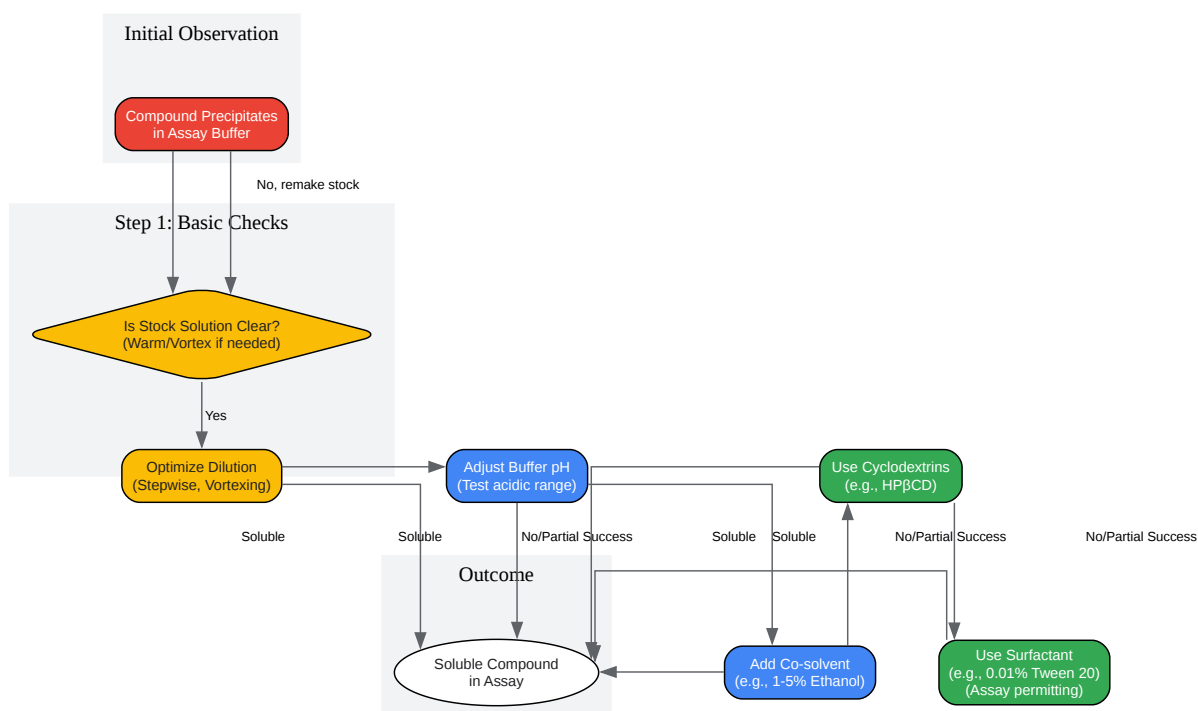 Initial Observation
Compound Precipitates
in Assay Buffer
No, remake stock
Step 1: Basic Checks
Is Stock Solution Clear?
(Warm/Vortex if needed)
Yes
Optimize Dilution
(Stepwise, Vortexing)
Adjust Buffer pH
(Test acidic range)
Use Cyclodextrins
(e.g., HPβCD)
Soluble
Soluble
No/Partial Success
Soluble
Soluble
No/Partial Success
No/Partial Success
Outcome
Soluble Compound
in Assay
Add Co-solvent
(e.g., 1-5% Ethanol)
Use Surfactant
(e.g., 0.01% Tween 20)
(Assay permitting)